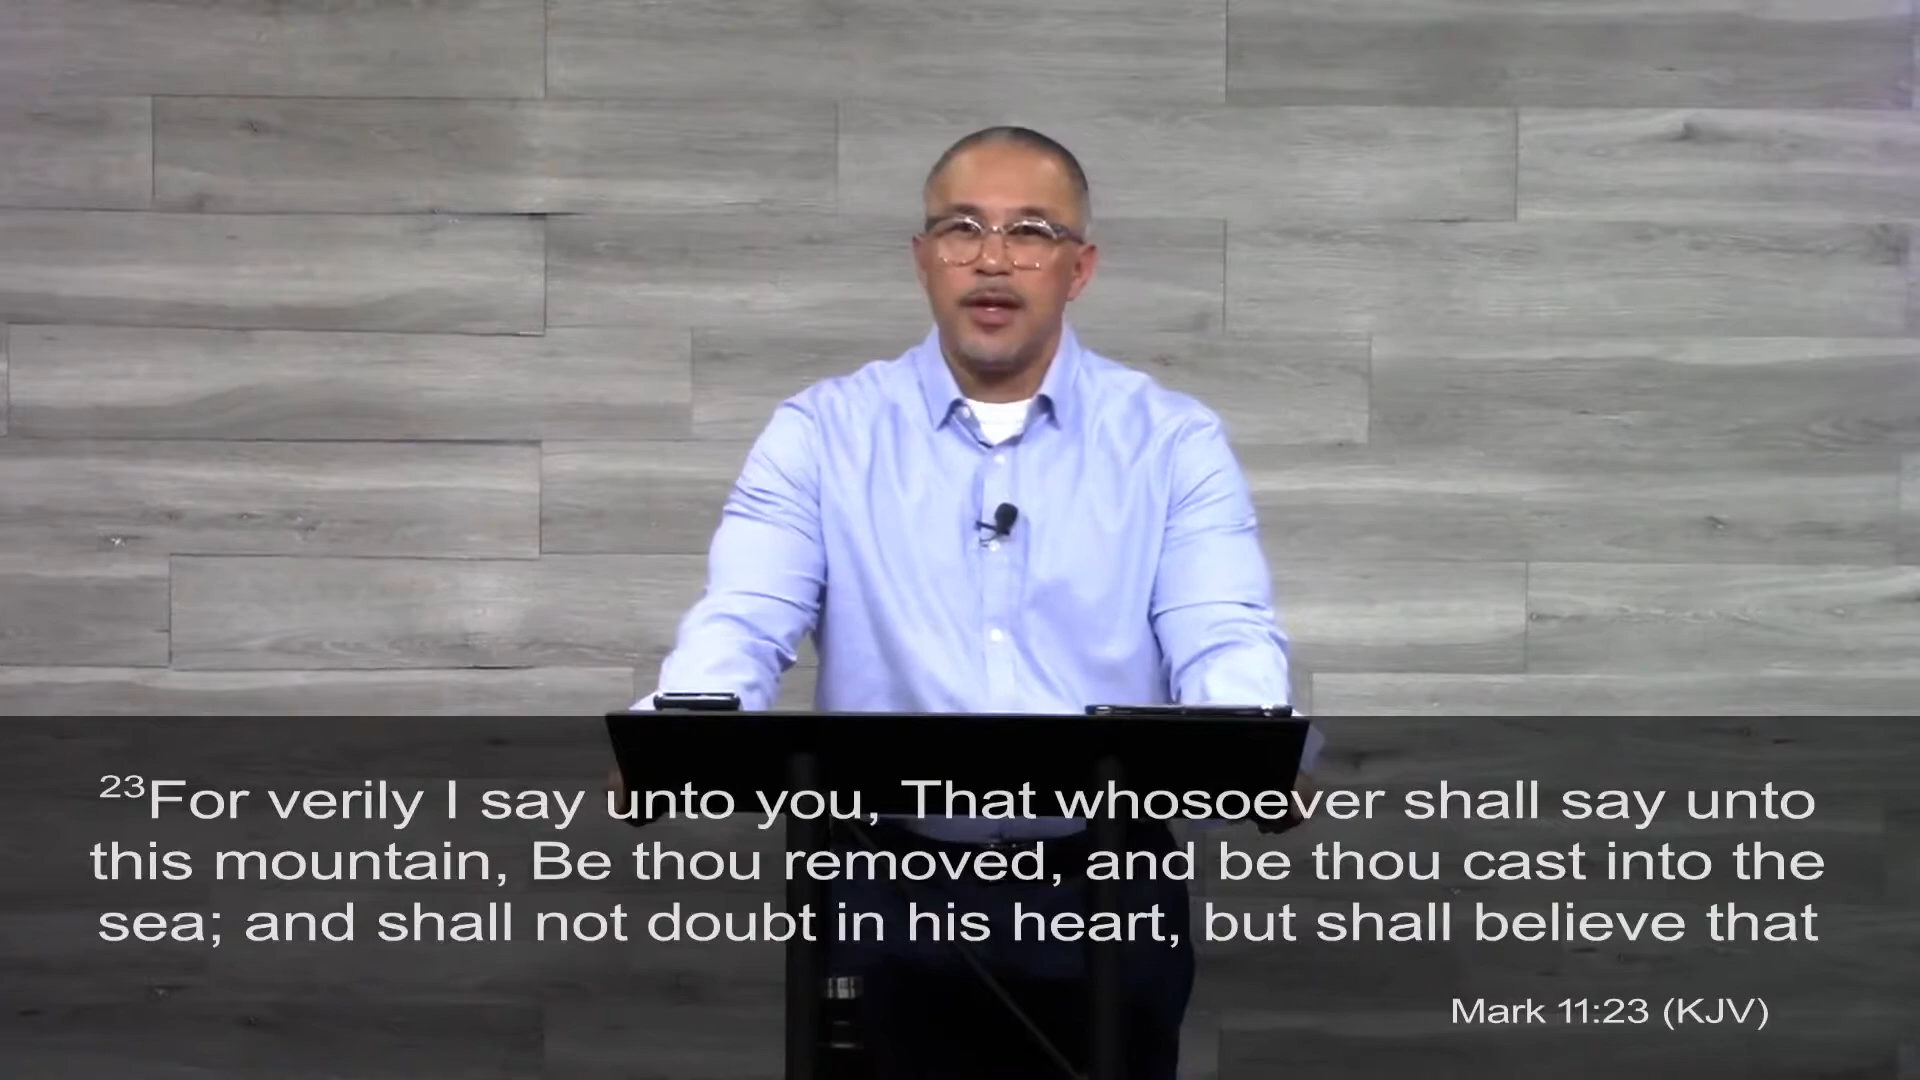 23For verily I say unto you, That whosoever shall say unto
this mountain, Be thou removed, and be thou cast into the
sea; and shall not doubt in his heart, but shall believe that
Mark 11:23 (KJV)